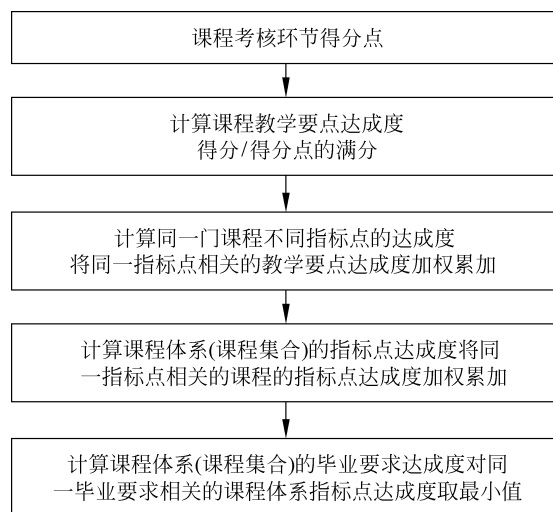 课程考核环节得分点
计算课程教学要点达成度
得分/得分点的满分
计算同一门课程不同指标点的达成度
将同一指标点相关的教学要点达成度加权累加
计算课程体系(课程集合)的指标点达成度将同
一指标点相关的课程的指标点达成度加权累加
计算课程体系(课程集合)的毕业要求达成度对同
一毕业要求相关的课程体系指标点达成度取最小值